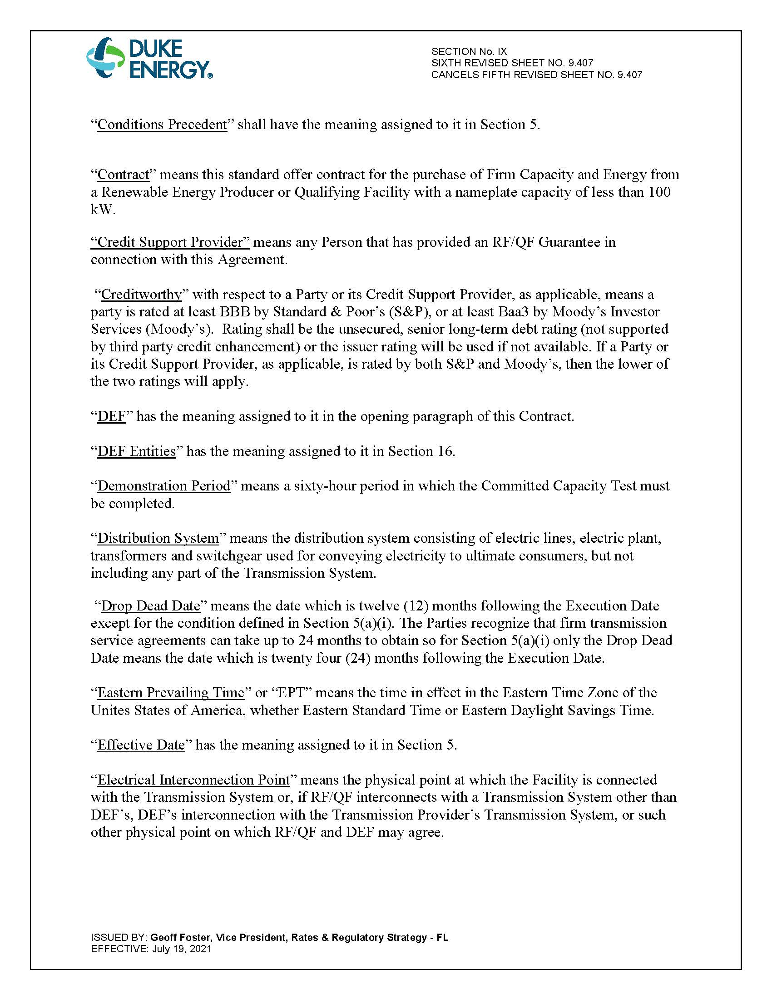 DUKE
ENERGY®
SECTION No. IX
SIXTH REVISED SHEET NO. 9.407
CANCELS FIFTH REVISED SHEET NO. 9.407
“Conditions Precedent” shall have the meaning assigned to it in Section 5.
“Contract” means this standard offer contract for the purchase of Firm Capacity and Energy from
a Renewable Energy Producer or Qualifying Facility with a nameplate capacity of less than 100
kW.
“Credit Support Provider” means any Person that has provided an RF/QF Guarantee in
connection with this Agreement.
“Creditworthy” with respect to a Party or its Credit Support Provider, as applicable, means a
party is rated at least BBB by Standard & Poor’s (S&P), or at least Baa3 by Moody’s Investor
Services (Moody’s).  Rating shall be the unsecured, senior long-term debt rating (not supported
by third party credit enhancement) or the issuer rating will be used if not available. If a Party or
its Credit Support Provider, as applicable, is rated by both S&P and Moody’s, then the lower of
the two ratings will apply.
“DEF” has the meaning assigned to it in the opening paragraph of this Contract.
“DEF Entities” has the meaning assigned to it in Section 16.
“Demonstration Period” means a sixty-hour period in which the Committed Capacity Test must
be completed.
“Distribution System” means the distribution system consisting of electric lines, electric plant,
transformers and switchgear used for conveying electricity to ultimate consumers, but not
including any part of the Transmission System.
“Drop Dead Date” means the date which is twelve (12) months following the Execution Date
except for the condition defined in Section 5(a)(i). The Parties recognize that firm transmission
service agreements can take up to 24 months to obtain so for Section 5(a)(i) only the Drop Dead
Date means the date which is twenty four (24) months following the Execution Date.
“Eastern Prevailing Time” or “EPT” means the time in effect in the Eastern Time Zone of the
Unites States of America, whether Eastern Standard Time or Eastern Daylight Savings Time.
“Effective Date” has the meaning assigned to it in Section 5.
“Electrical Interconnection Point” means the physical point at which the Facility is connected
with the Transmission System or, if RF/QF interconnects with a Transmission System other than
DEF’s, DEF’s interconnection with the Transmission Provider’s Transmission System, or such
other physical point on which RF/QF and DEF may agree.
ISSUED BY: Geoff Foster, Vice President, Rates & Regulatory Strategy - FL
EFFECTIVE: July 19, 2021